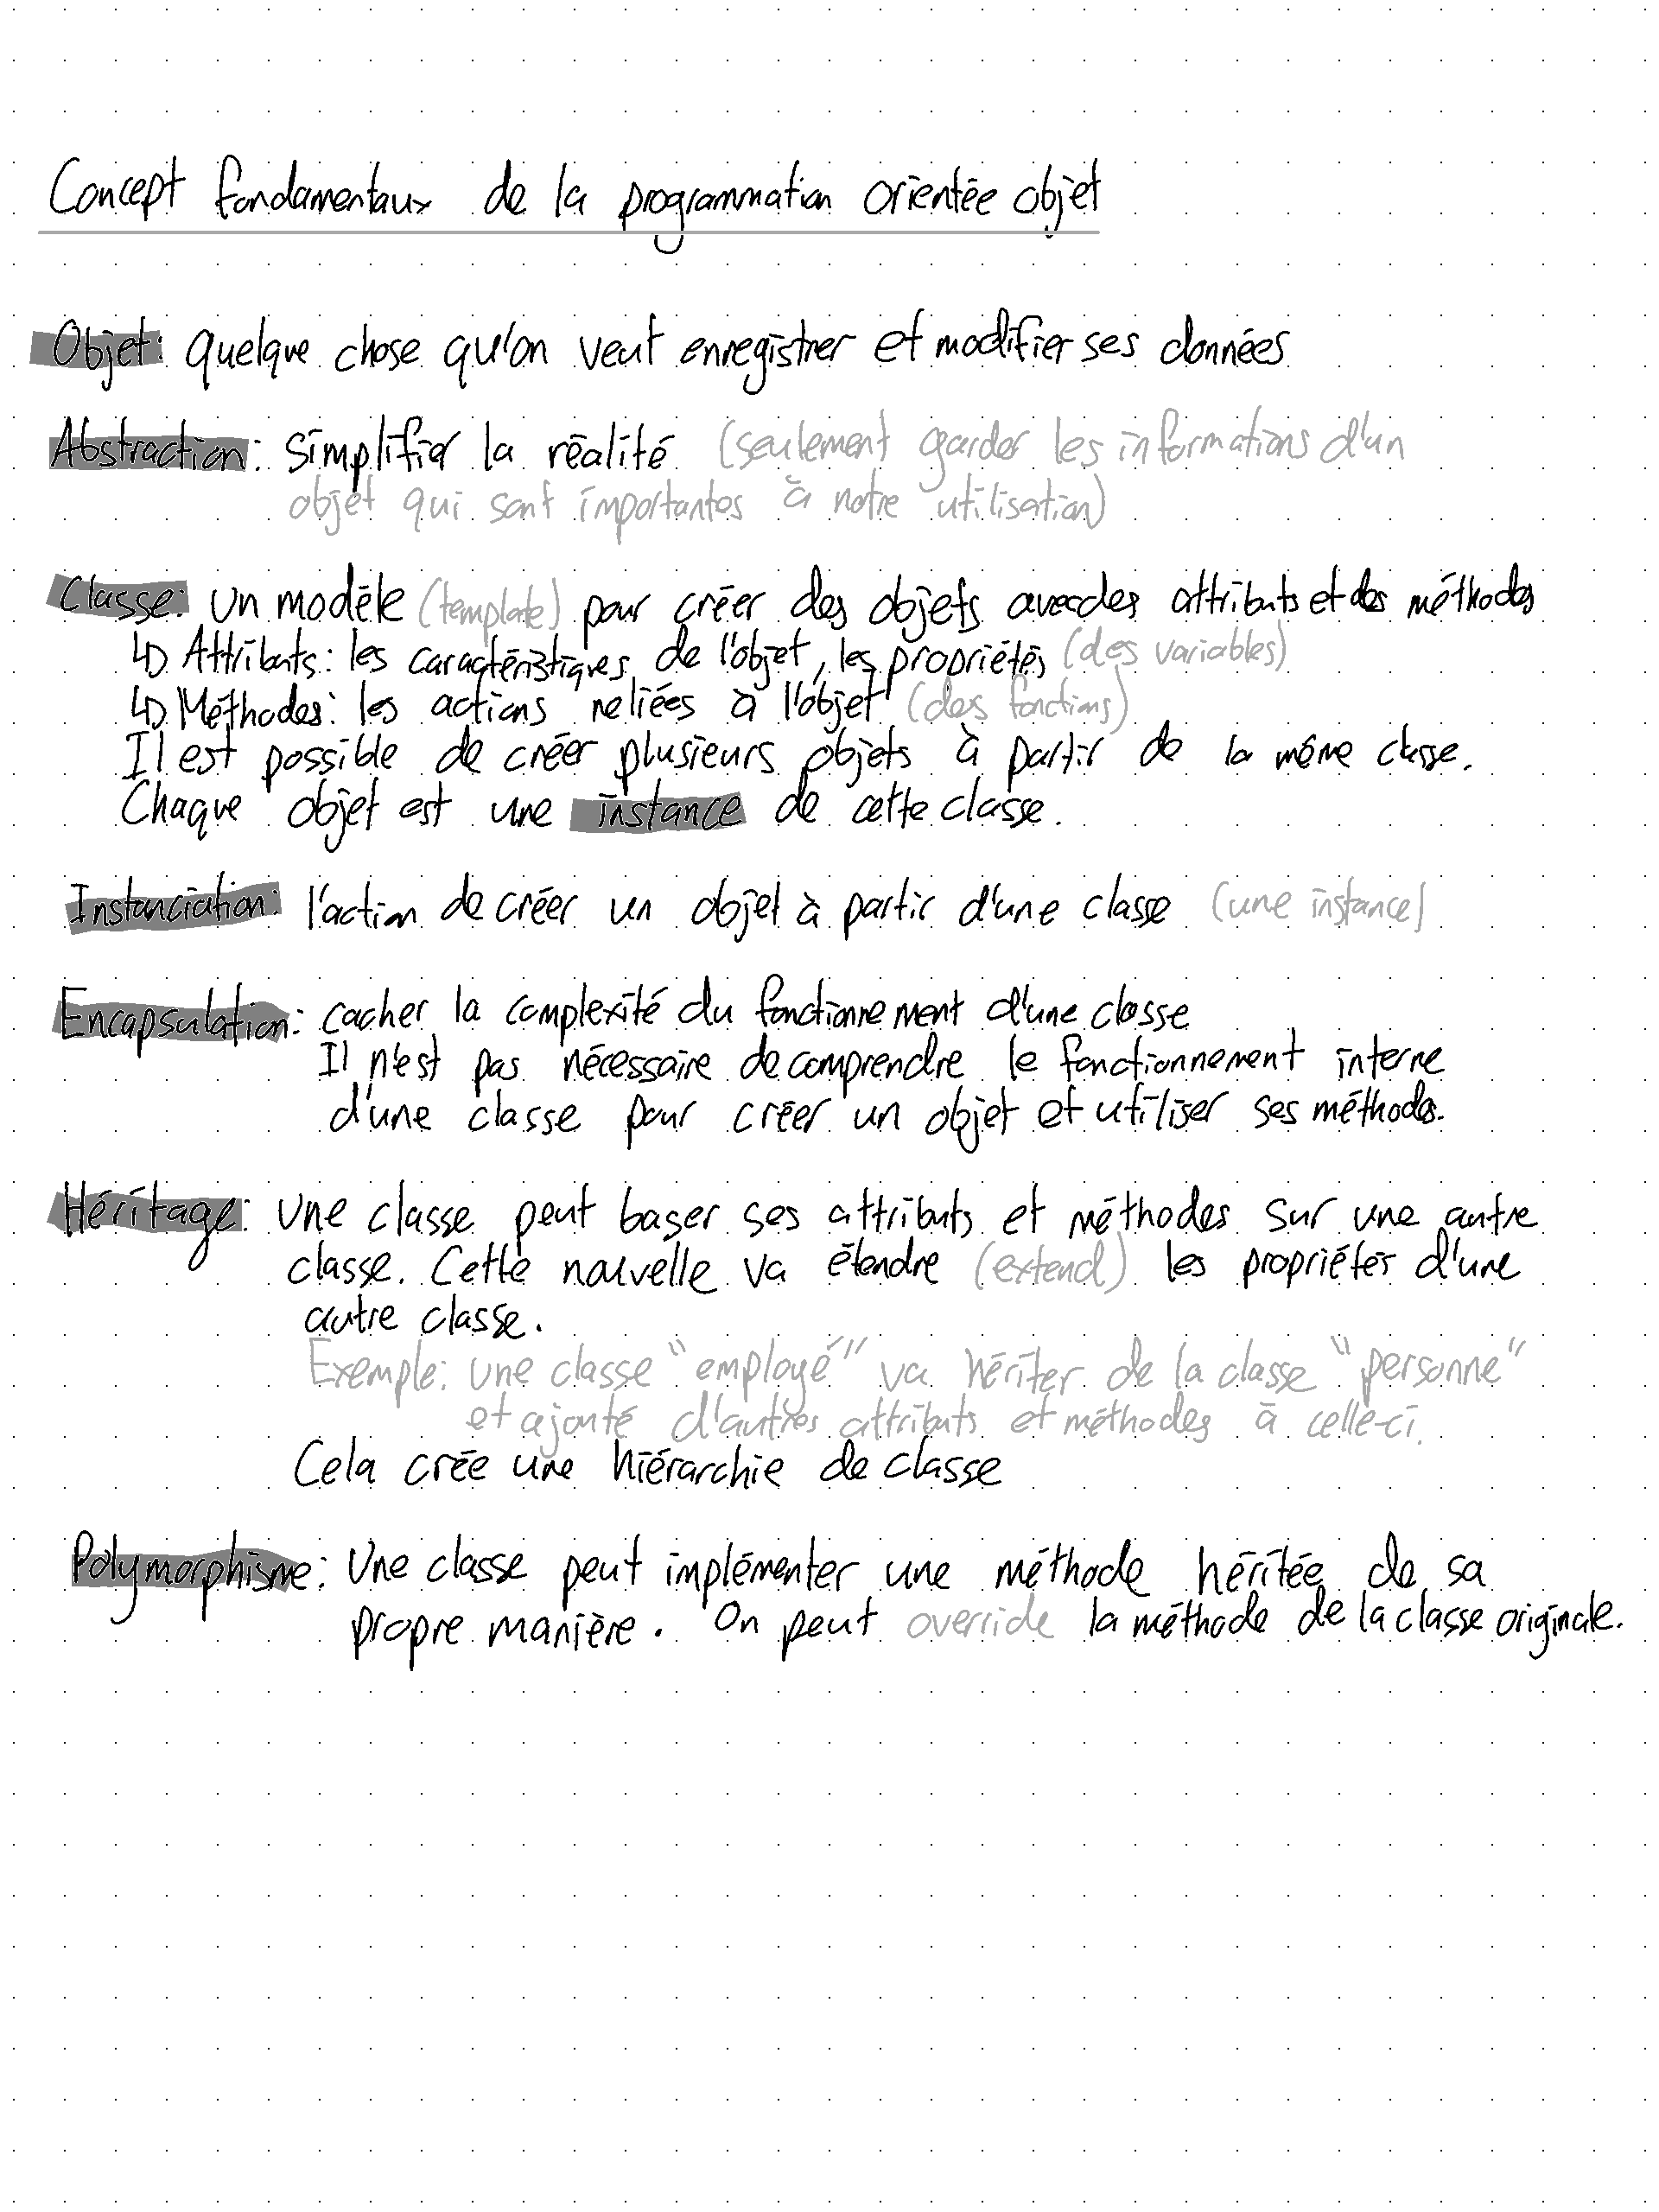 Concept fondamentaux de la programmation orientée objet
Objet: quelque chose qu'on veut enregistrer et modifier ses données
Abstraction: simplifier la réalité (seulement garder les informations d'un
objet qui sont importantes à notre utilisation)
Classe: un modèle (template) pour créer des objets avec des attributs et des méthodes
↳ Attributs: les caractéristiques de l'objet, les propriétés (des variables)
↳ Méthodes: les actions reliées à l'objet (des fonctions)
Il est possible de créer plusieurs objets à partir de la même classe.
Chaque objet est une instance de cette classe.
Instanciation: l'action de créer un objet à partir d'une classe (une instance)
Encapsulation: cacher la complexité du fonctionnement d'une classe
Il n'est pas nécessaire de comprendre le fonctionnement interne
d'une classe pour créer un objet et utiliser ses méthodes.
Héritage: Une classe peut baser ses attributs et méthodes sur une autre
classe. Cette nouvelle va étendre (extend) les propriétés d'une
autre classe.
Exemple: une classe "employé" va hériter de la classe "personne"
et ajouté d'autres attributs et méthodes à celle-ci.
Cela crée une hiérarchie de classe
Polymorphisme: Une classe peut implémenter une méthode héritée de sa
propre manière. On peut override la méthode de la classe originale.